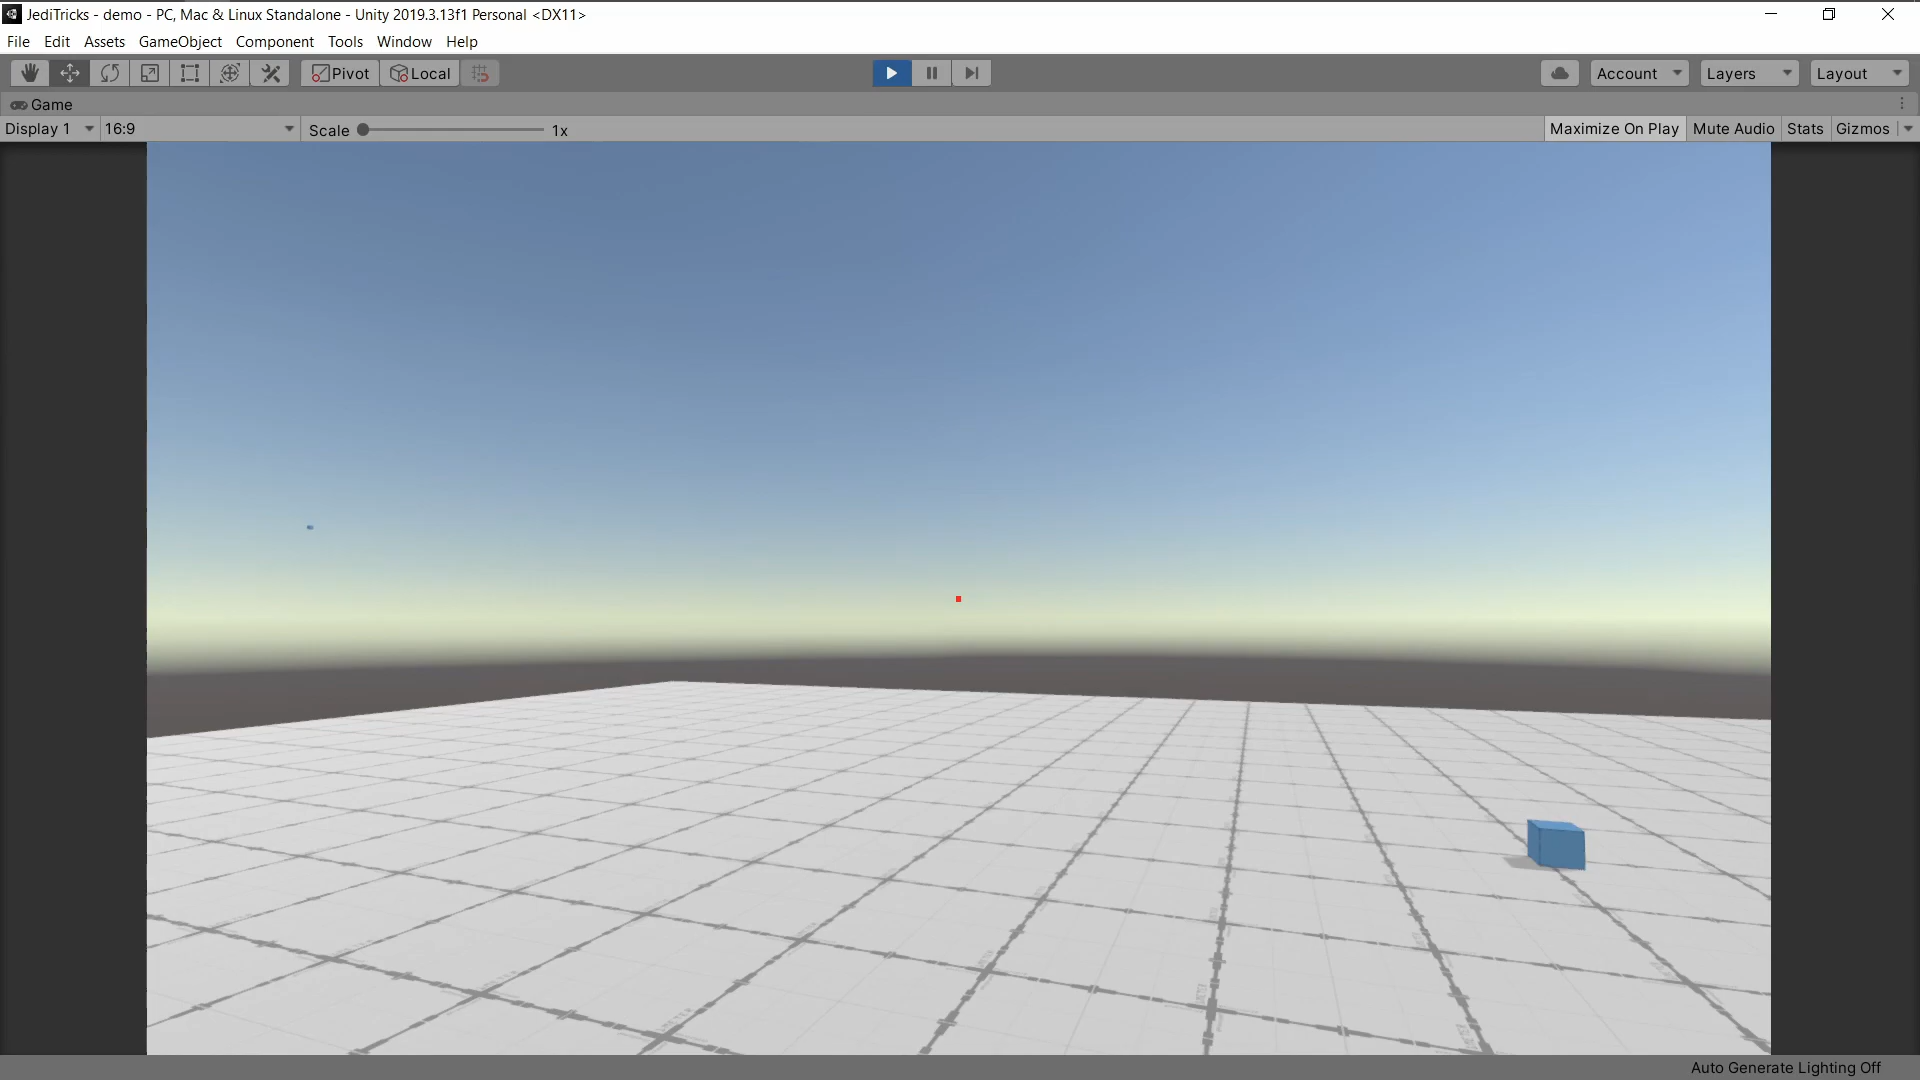 JediTricks - demo - PC, Mac & Linux Standalone - Unity 2019.3.13f1 Personal <DX11>
File Edit Assets GameObject Component Tools Window Help
Pivot Local Account Layers Layout
Game
Display 1 16:9 Scale 1x Maximize On Play Mute Audio Stats Gizmos
Auto Generate Lighting Off